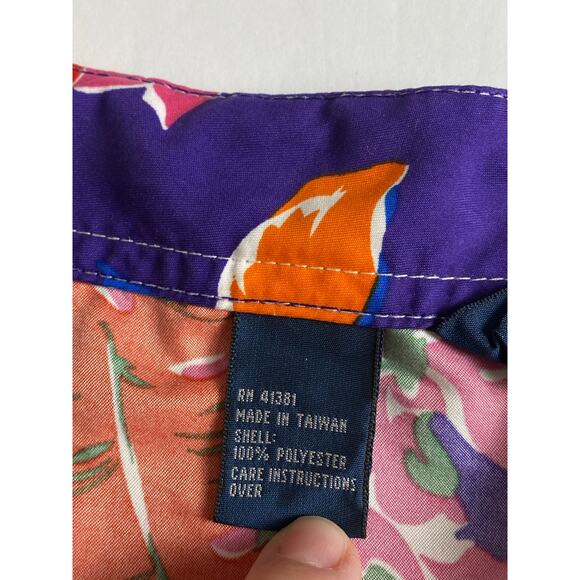 RN 41381
MADE IN TAIWAN
SHELL:
100% POLYESTER
CARE INSTRUCTIONS
OVER